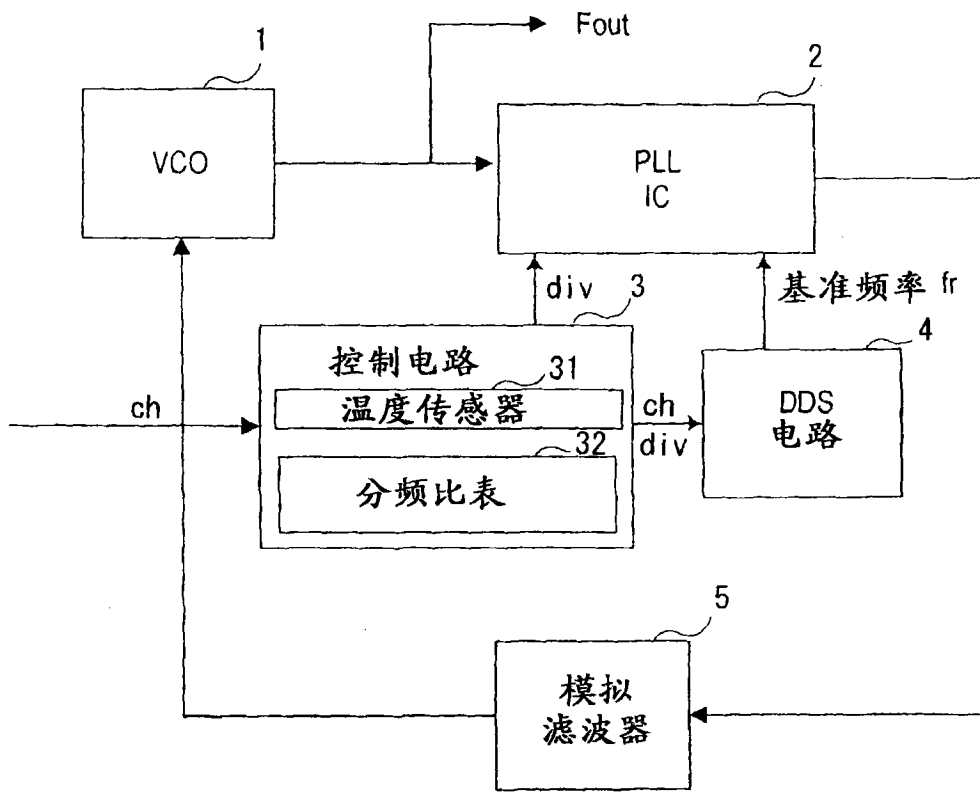 Fout
1
2
VCO
PLL
IC
div
3
基准频率 fr
4
控制电路
31
温度传感器
ch
ch
div
DDS
电路
32
分频比表
5
模拟
滤波器